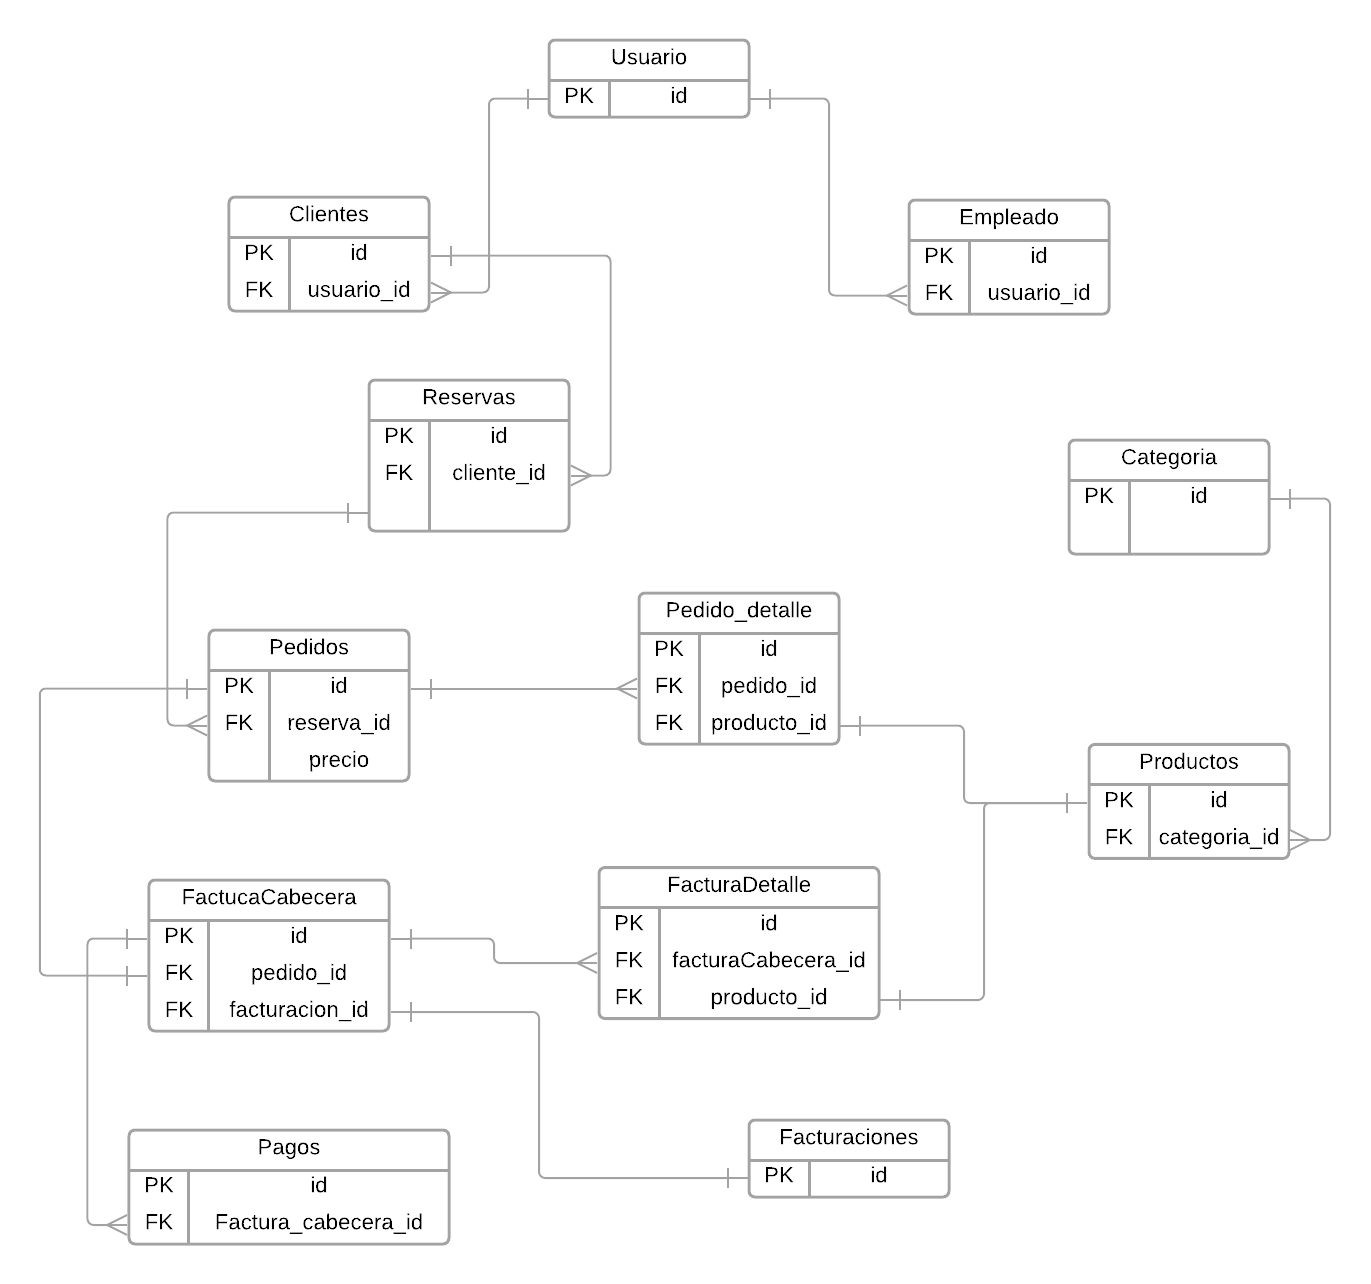 Usuario
PK id
Clientes
PK id
FK usuario_id
Empleado
PK id
FK usuario_id
Reservas
PK id
FK cliente_id
Categoria
PK id
Pedido_detalle
PK id
FK pedido_id
FK producto_id
Pedidos
PK id
FK reserva_id
precio
Productos
PK id
FK categoria_id
FactucaCabecera
PK id
FK pedido_id
FK facturacion_id
FacturaDetalle
PK id
FK facturaCabecera_id
FK producto_id
Facturaciones
PK id
Pagos
PK id
FK Factura_cabecera_id